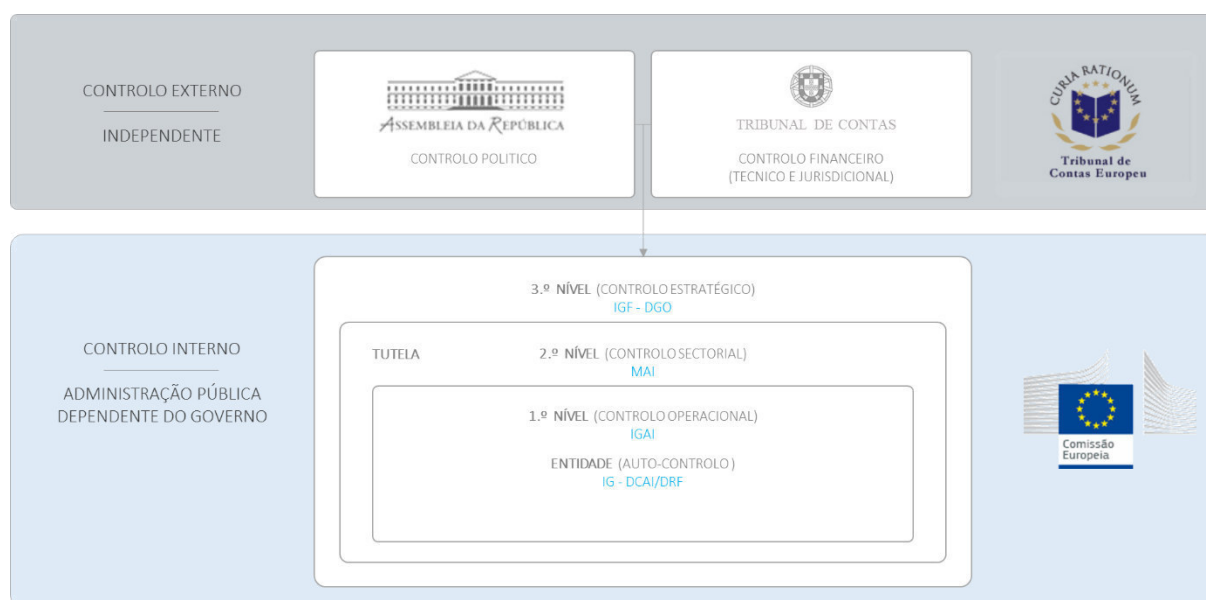 CONTROLO EXTERNO
INDEPENDENTE
ASSEMBLEIA DA REPÚBLICA
CONTROLO POLITICO
TRIBUNAL DE CONTAS
CONTROLO FINANCEIRO
(TECNICO E JURISDICIONAL)
CURIA RATIONUM
Tribunal de
Contas Europeu
CONTROLO INTERNO
ADMINISTRAÇÃO PÚBLICA
DEPENDENTE DO GOVERNO
3.º NÍVEL (CONTROLO ESTRATÉGICO)
IGF - DGO
TUTELA
2.º NÍVEL (CONTROLO SECTORIAL)
MAI
1.º NÍVEL (CONTROLO OPERACIONAL)
IGAI
ENTIDADE (AUTO-CONTROLO )
IG - DCAI/DRF
Comissão
Europeia